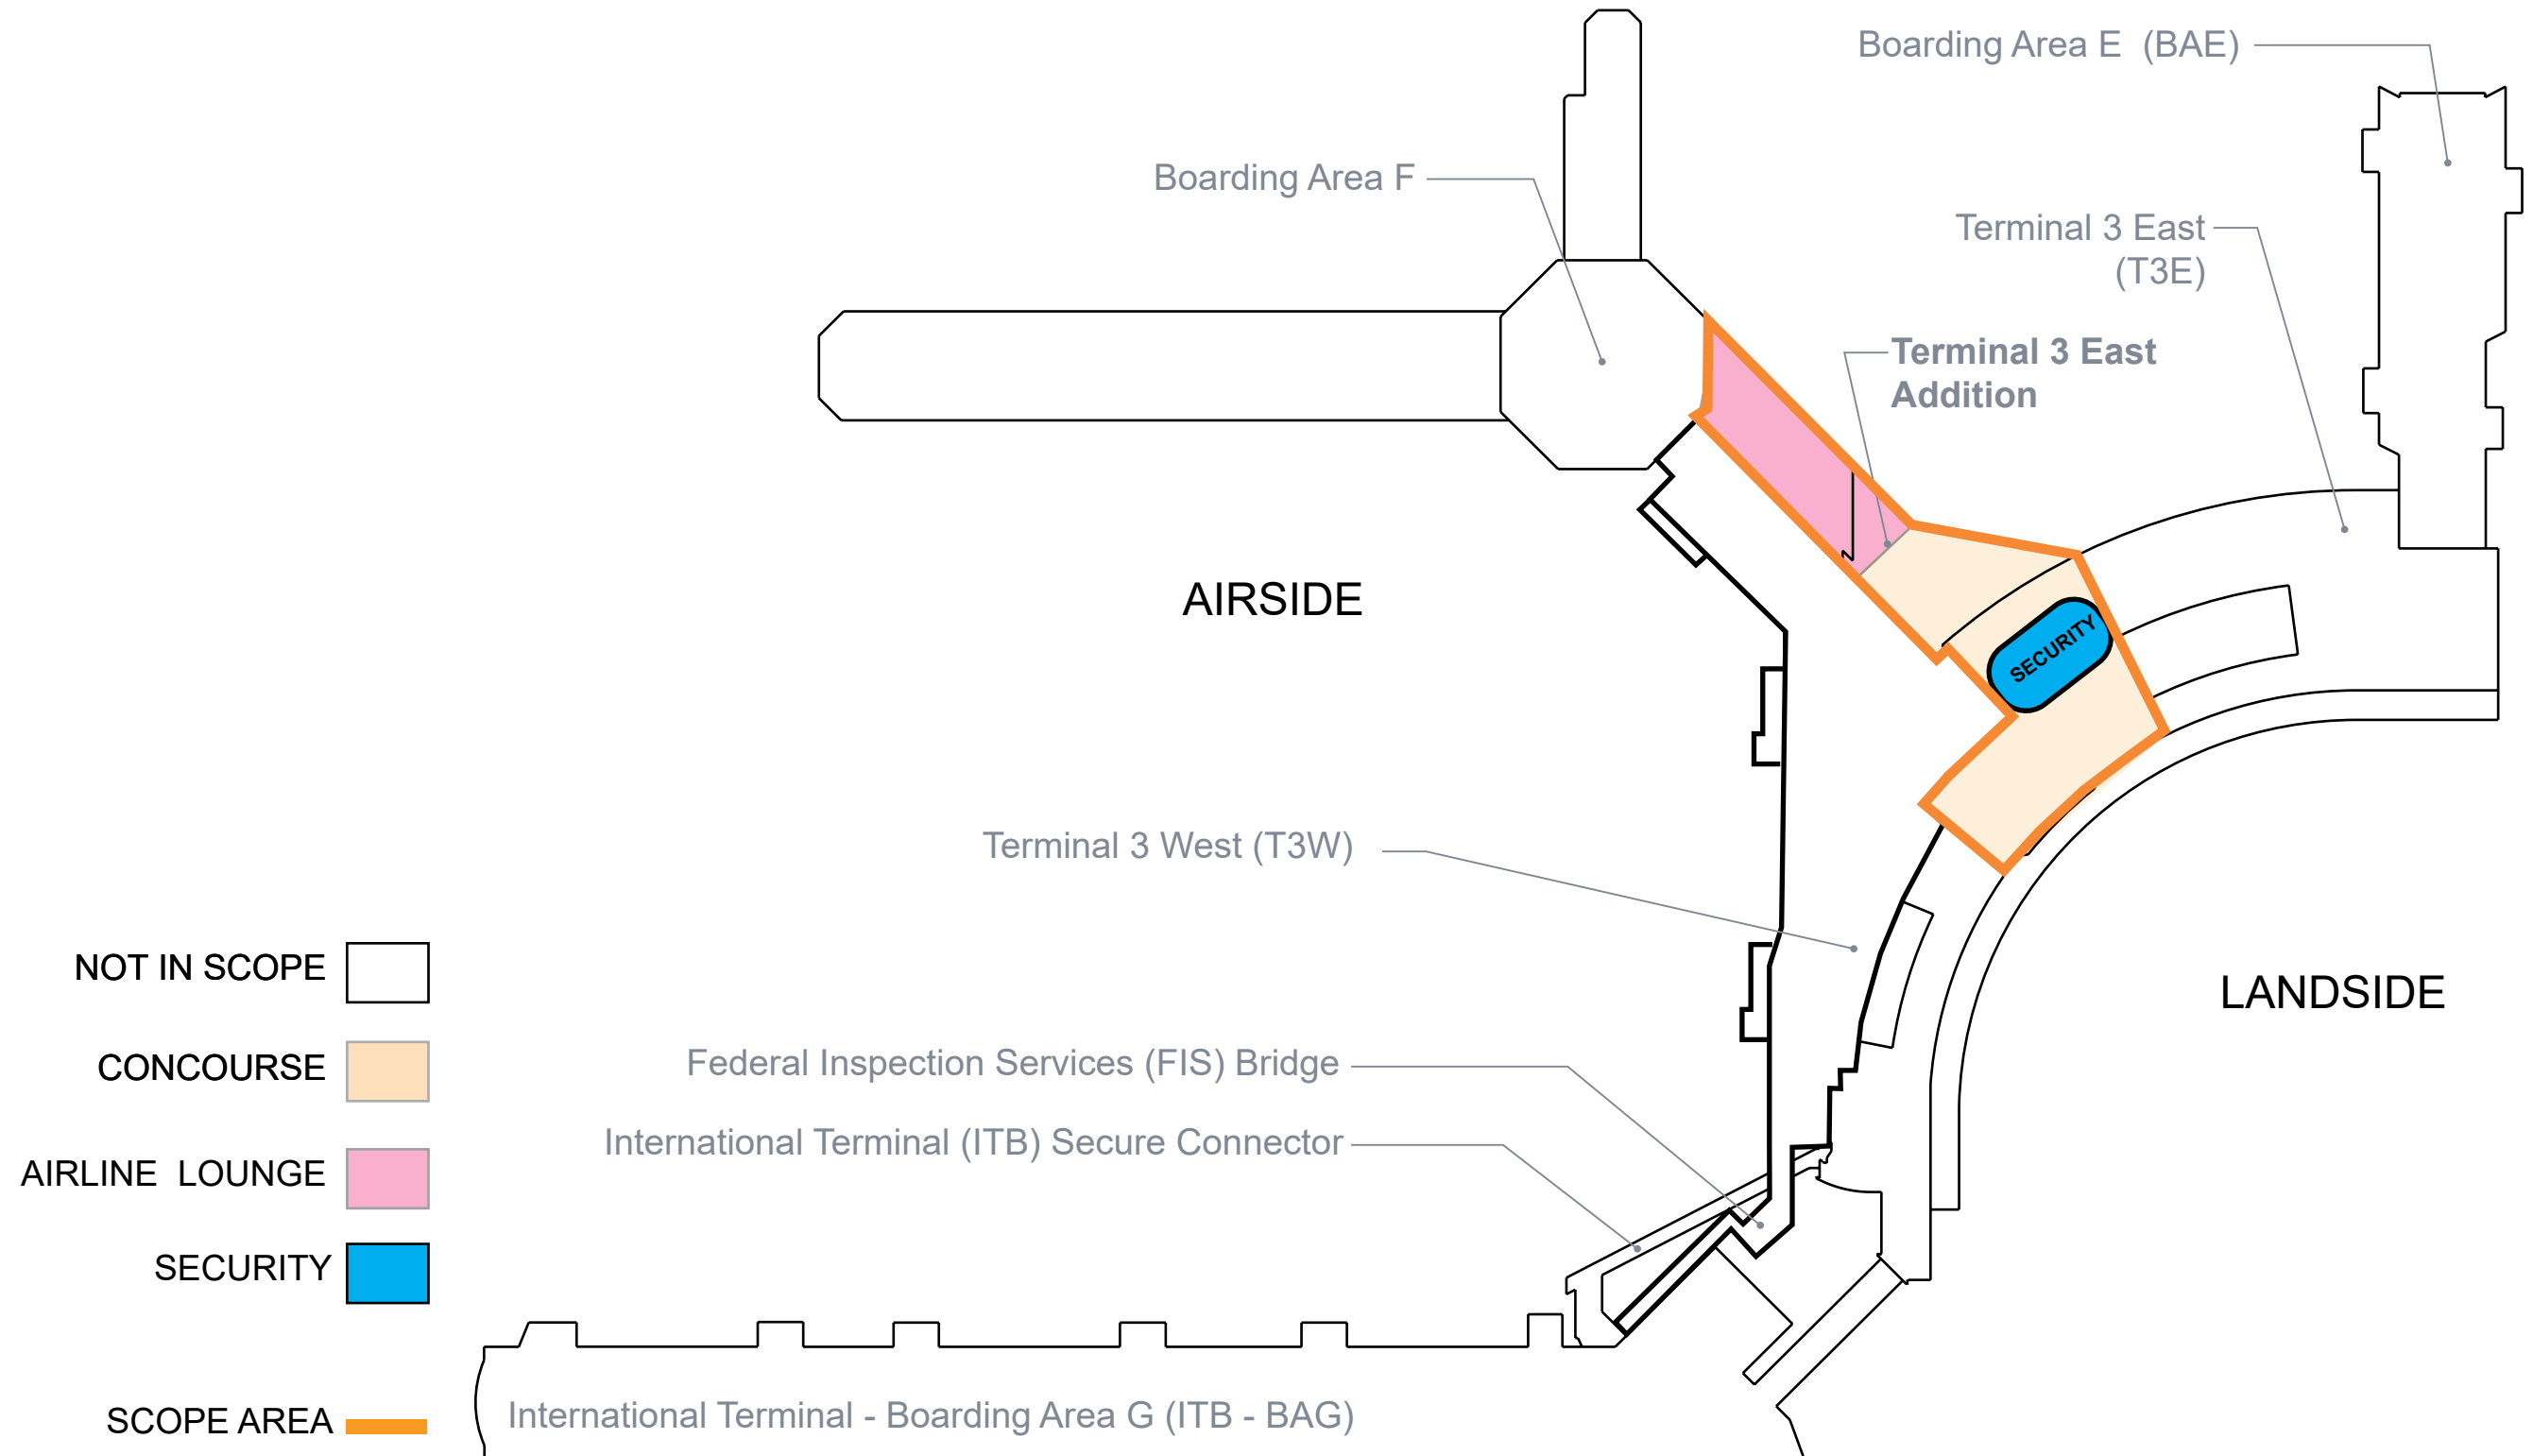 Boarding Area E (BAE)
Boarding Area F
Terminal 3 East
(T3E)
Terminal 3 East
Addition
AIRSIDE
SECURITY
Terminal 3 West (T3W)
LANDSIDE
NOT IN SCOPE
CONCOURSE
Federal Inspection Services (FIS) Bridge
International Terminal (ITB) Secure Connector
AIRLINE LOUNGE
SECURITY
SCOPE AREA
International Terminal - Boarding Area G (ITB - BAG)